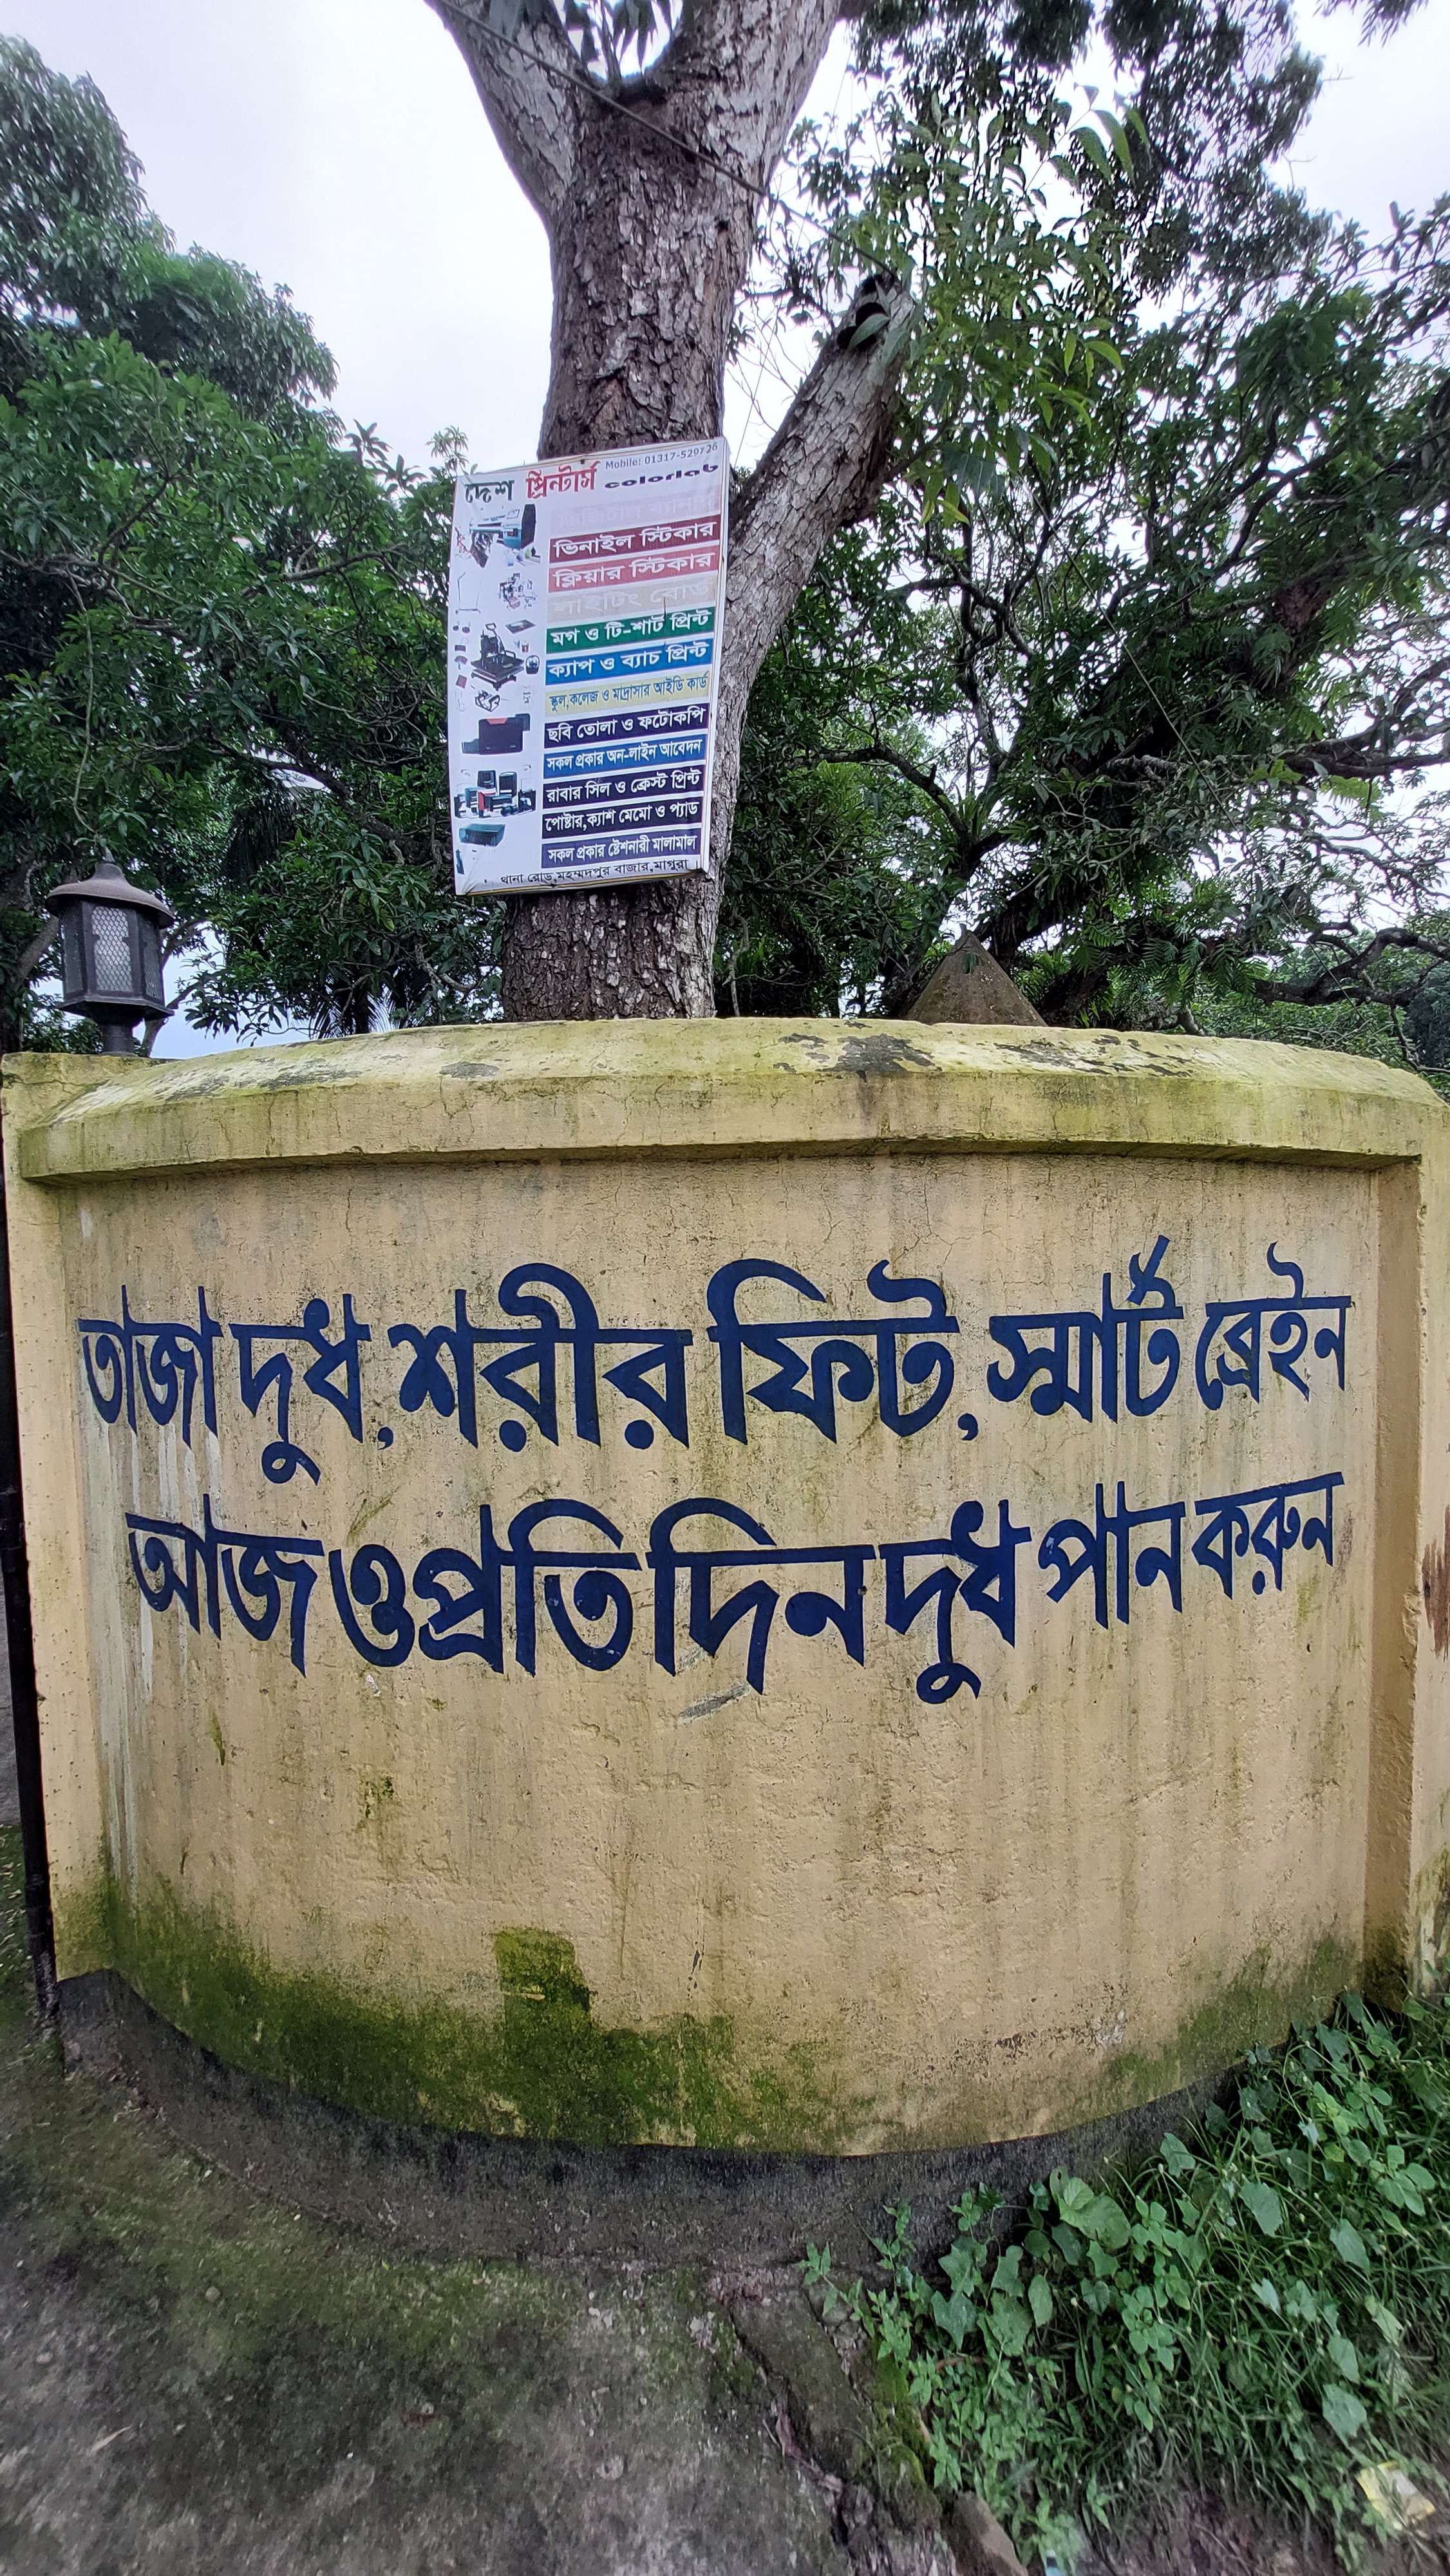 Mobile: 01317-529726
দেশ প্রিন্টার্স colorlab
ভিনাইল স্টিকার
ক্লিয়ার স্টিকার
লাইটিং বোর্ড
মগ ও টি-শার্ট প্রিন্ট
ক্যাপ ও ব্যাচ প্রিন্ট
স্কুল,কলেজ ও মাদ্রাসার আইডি কার্ড
ছবি তোলা ও ফটোকপি
সকল প্রকার অন-লাইন আবেদন
রাবার সিল ও ক্রেস্ট প্রিন্ট
পোষ্টার,ক্যাশ মেমো ও প্যাড
সকল প্রকার ষ্টেশনারী মালামাল
থানা রোড,মহম্মদপুর বাজার,মাগুরা
তাজা দুধ,শরীর ফিট,স্মার্ট ব্রেইন
আজ ও প্রতি দিন দুধ পান করুন